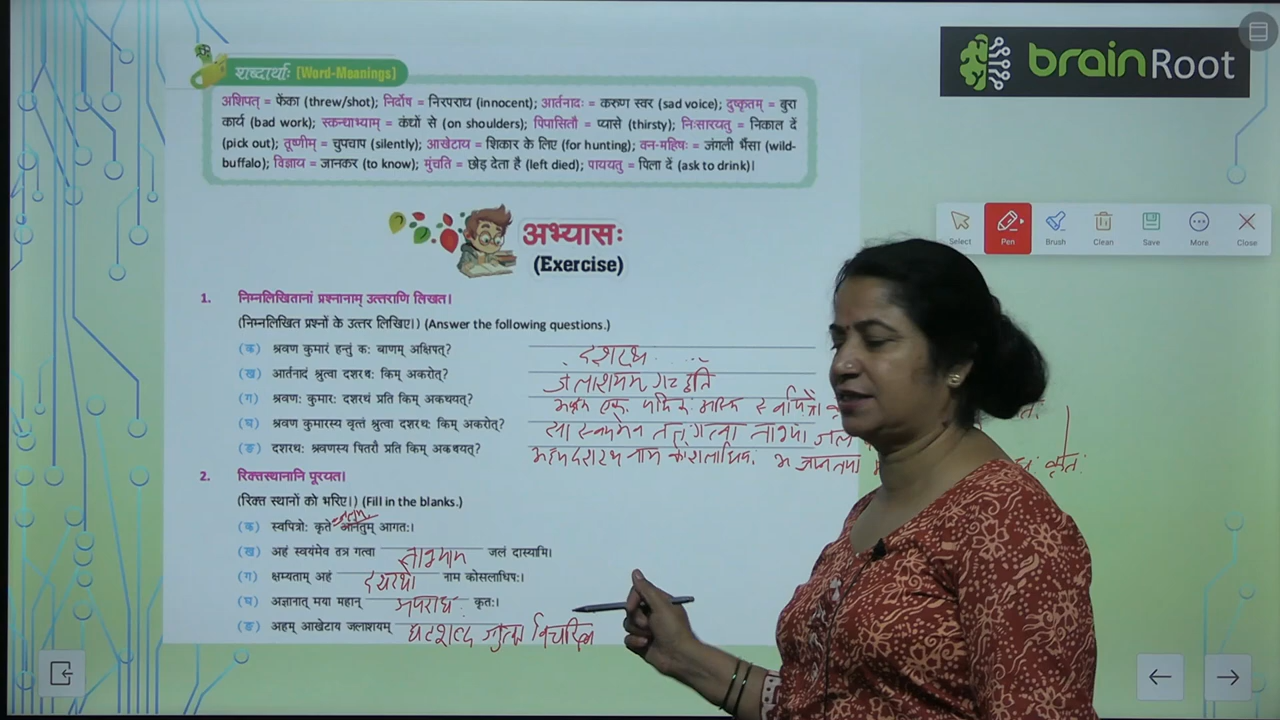 brainRoot
शब्दार्थाः [Word-Meanings]
अशिपत् = फेंका (threw/shot); निर्दोष = निरपराध (innocent); आर्तनादः = करुण स्वर (sad voice); दुष्कृतम् = बुरा
कार्य (bad work); स्कन्धाभ्याम् = कंधों से (on shoulders); पिपासितौ = प्यासे (thirsty); निःसारयतु = निकाल दें
(pick out); तूष्णीम् = चुपचाप (silently); आखेटाय = शिकार के लिए (for hunting); वन-महिषः = जंगली भैंसा (wild-
buffalo); विज्ञाय = जानकर (to know); मुंचति = छोड़ देता है (left died); पाययतु = पिला दें (ask to drink)।
Select Pen Brush Clean Save More Close
अभ्यासः
(Exercise)
1. निम्नलिखितानां प्रश्नानाम् उत्तराणि लिखत।
(निम्नलिखित प्रश्नों के उत्तर लिखिए।) (Answer the following questions.)
(क) श्रवण कुमारं हन्तुं कः बाणम् अक्षिपत्? दशरथ
(ख) आर्तनादं श्रुत्वा दशरथः किम् अकरोत्? गच्छति
(ग) श्रवणः कुमारः दशरथं प्रति किम् अकथयत्?
(घ) श्रवण कुमारस्य वृत्तं श्रुत्वा दशरथः किम् अकरोत्? गत्वा जल
(ङ) दशरथः श्रवणस्य पितरौ प्रति किम् अकथयत्? नाम
2. रिक्तस्थानानि पूरयत।
(रिक्त स्थानों को भरिए।) (Fill in the blanks.)
(क) स्वपित्रोः कृते जलम् आनेतुम् आगतः।
(ख) अहं स्वयंमेव तत्र गत्वा ताभ्याम जलं दास्यामि।
(ग) क्षम्यताम् अहं दशरथो नाम कोसलाधिपः।
(घ) अज्ञानात् मया महान् अपराध कृतः।
(ङ) अहम् आखेटाय जलाशयम्